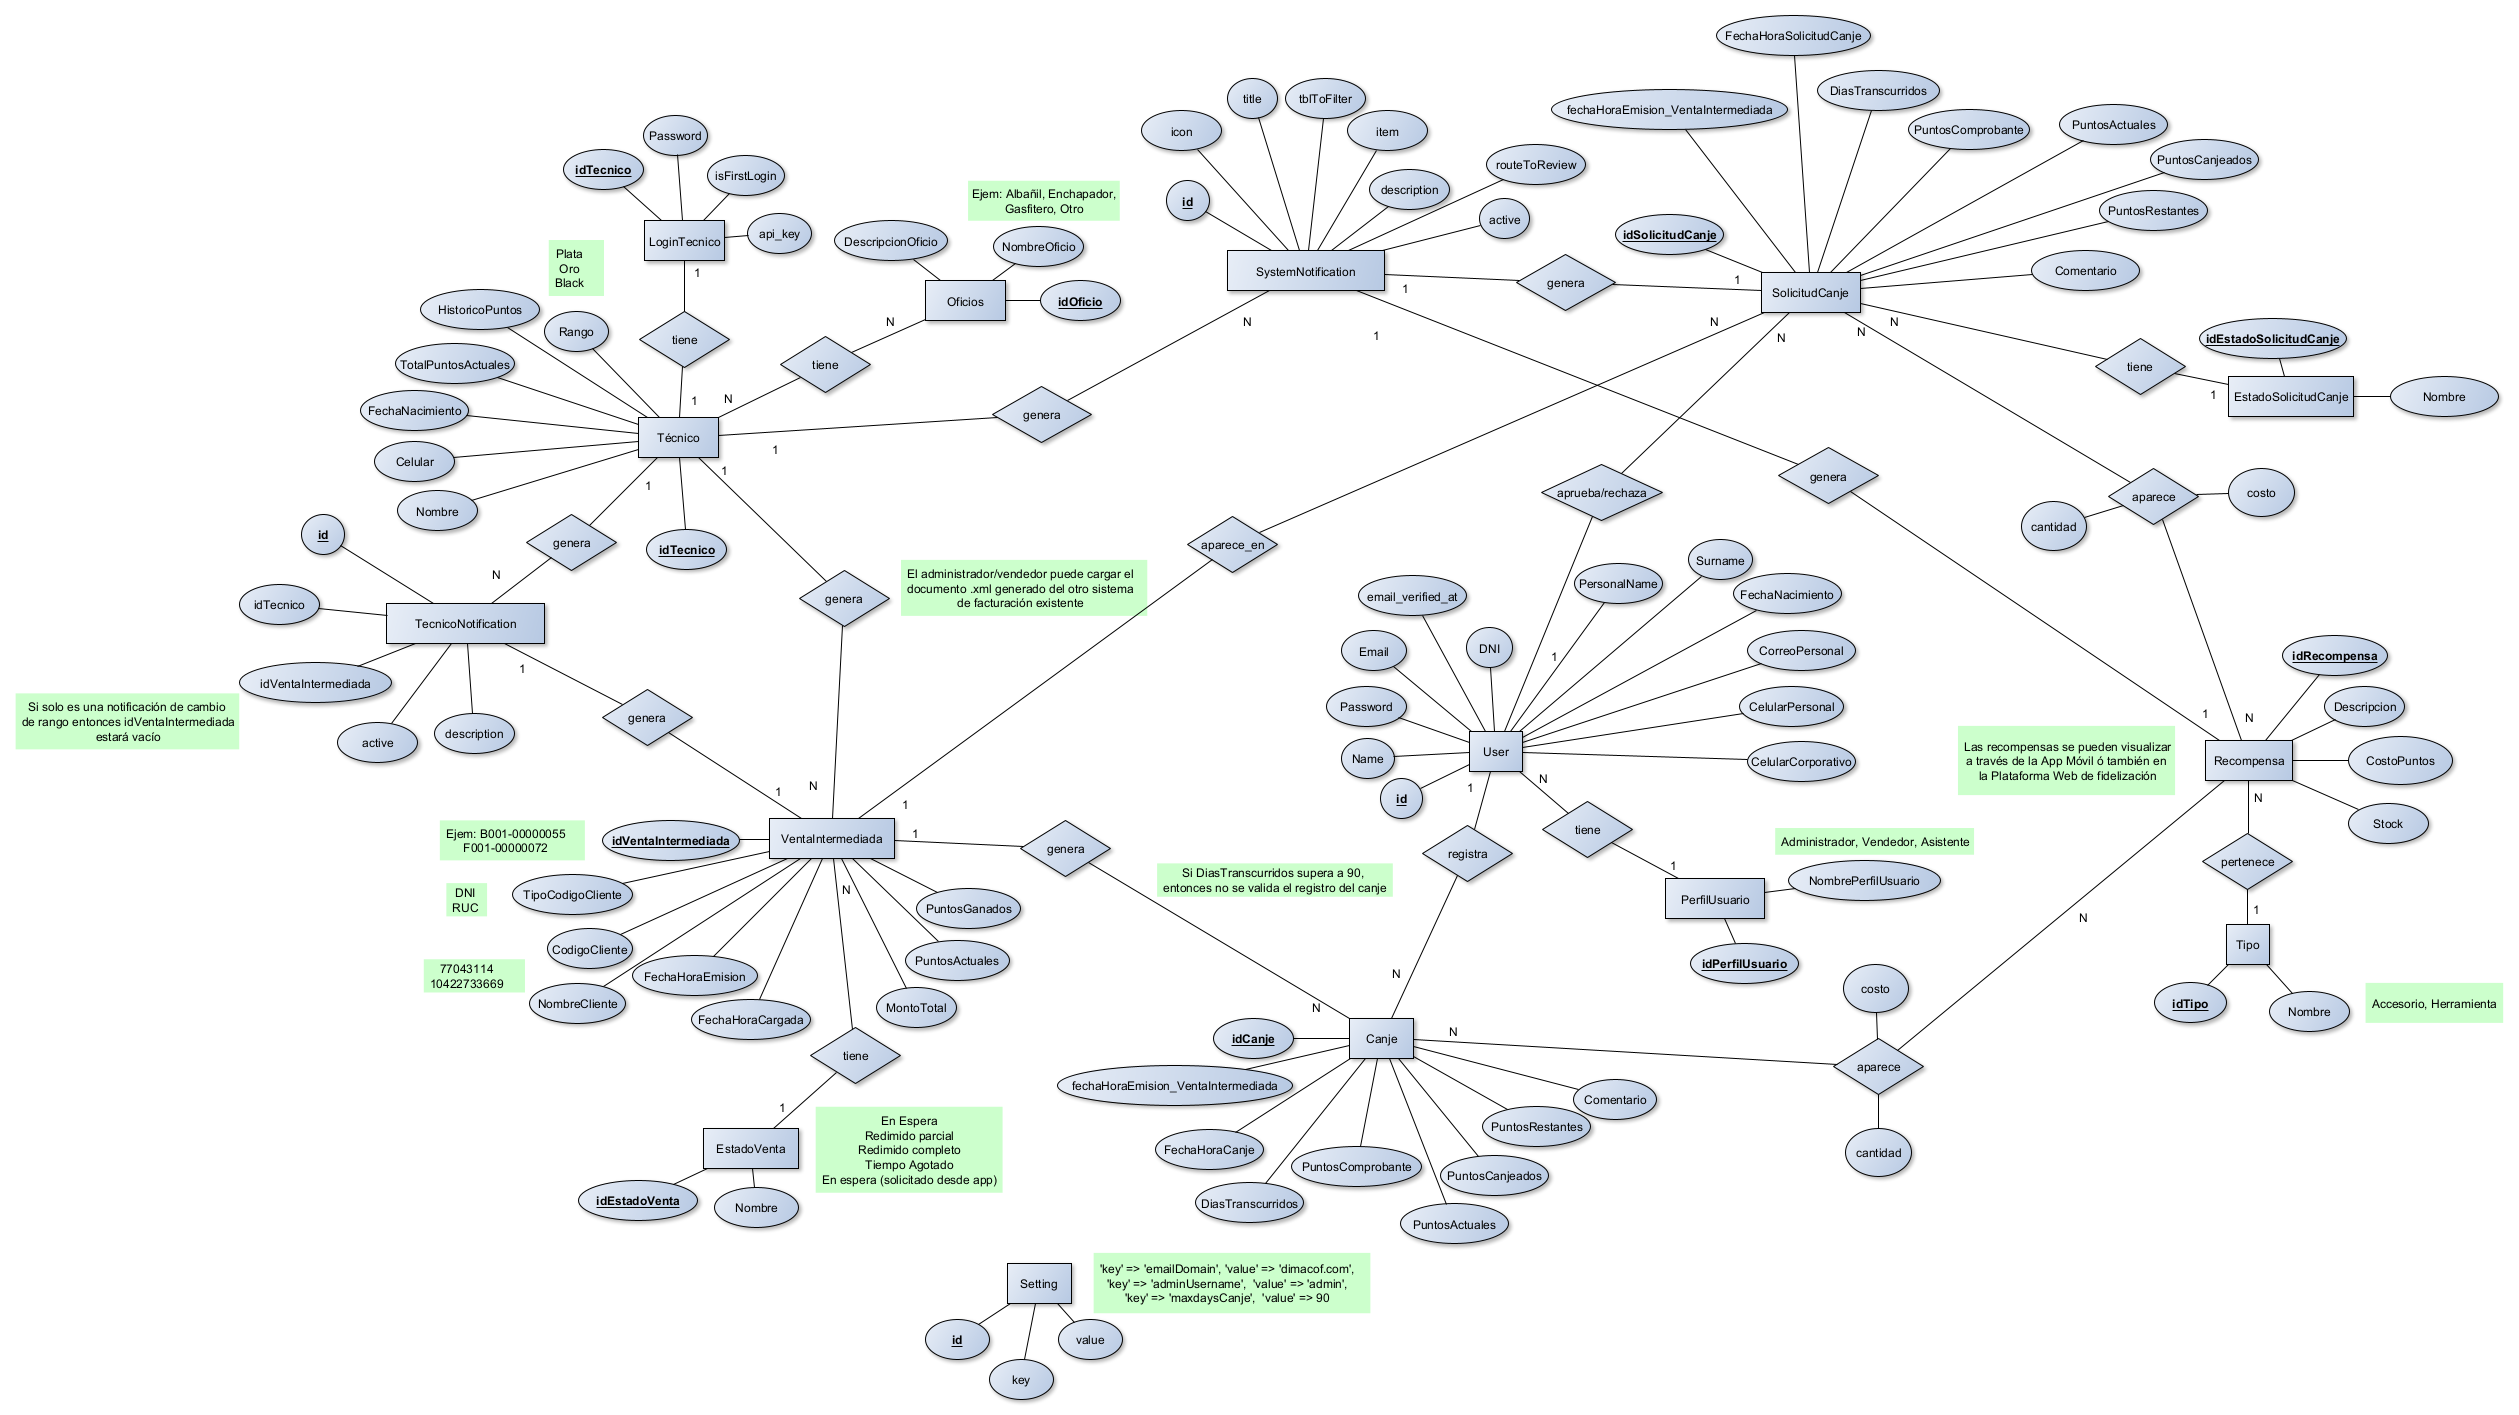 FechaHoraSolicitudCanje
fechaHoraEmision_VentaIntermediada
DiasTranscurridos
PuntosComprobante
PuntosActuales
PuntosCanjeados
PuntosRestantes
Comentario
idSolicitudCanje
SolicitudCanje
1
N
N
N
N
genera
tiene
1
idEstadoSolicitudCanje
EstadoSolicitudCanje
Nombre
aparece
cantidad
costo
icon
title
tblToFilter
item
description
routeToReview
active
id
SystemNotification
1
N
1
genera
Password
idTecnico
isFirstLogin
api_key
LoginTecnico
1
tiene
1
Plata
Oro
Black
Ejem: Albañil, Enchapador,
Gasfitero, Otro
DescripcionOficio
NombreOficio
idOficio
Oficios
N
tiene
N
HistoricoPuntos
Rango
TotalPuntosActuales
FechaNacimiento
Celular
Nombre
idTecnico
Técnico
1
genera
1
1
genera
N
id
idTecnico
idVentaIntermediada
active
description
TecnicoNotification
1
genera
1
Si solo es una notificación de cambio
de rango entonces idVentaIntermediada
estará vacío
genera
N
El administrador/vendedor puede cargar el
documento .xml generado del otro sistema
de facturación existente
aparece_en
1
aprueba/rechaza
1
email_verified_at
PersonalName
Surname
FechaNacimiento
CorreoPersonal
CelularPersonal
CelularCorporativo
DNI
Email
Password
Name
id
User
1
N
tiene
1
registra
N
Administrador, Vendedor, Asistente
NombrePerfilUsuario
PerfilUsuario
idPerfilUsuario
genera
1
N
idRecompensa
Descripcion
CostoPuntos
Stock
Recompensa
N
Las recompensas se pueden visualizar
a través de la App Móvil ó también en
la Plataforma Web de fidelización
pertenece
1
Tipo
idTipo
Nombre
Accesorio, Herramienta
N
Ejem: B001-00000055
F001-00000072
DNI
RUC
77043114
10422733669
idVentaIntermediada
TipoCodigoCliente
CodigoCliente
NombreCliente
FechaHoraEmision
FechaHoraCargada
MontoTotal
PuntosActuales
PuntosGanados
VentaIntermediada
1
N
genera
N
Si DiasTranscurridos supera a 90,
entonces no se valida el registro del canje
tiene
1
EstadoVenta
idEstadoVenta
Nombre
En Espera
Redimido parcial
Redimido completo
Tiempo Agotado
En espera (solicitado desde app)
Canje
N
idCanje
fechaHoraEmision_VentaIntermediada
FechaHoraCanje
DiasTranscurridos
PuntosComprobante
PuntosActuales
PuntosCanjeados
PuntosRestantes
Comentario
costo
aparece
cantidad
Setting
id
key
value
'key' => 'emailDomain', 'value' => 'dimacof.com',
'key' => 'adminUsername',  'value' => 'admin',
'key' => 'maxdaysCanje',  'value' => 90